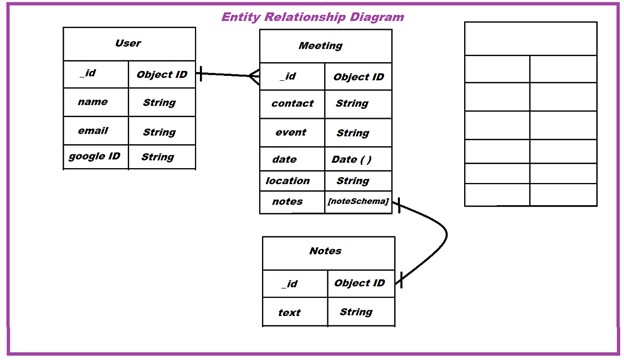 Entity Relationship Diagram
User
_id Object ID
name String
email String
google ID String
Meeting
_id Object ID
contact String
event String
date Date ( )
location String
notes [noteSchema]
Notes
_id Object ID
text String